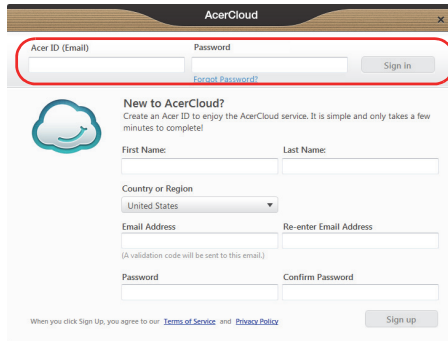 AcerCloud
x
Acer ID (Email) Password
Sign in
Forgot Password?
New to AcerCloud?
Create an Acer ID to enjoy the AcerCloud service. It is simple and only takes a few
minutes to complete!
First Name: Last Name:
Country or Region
United States
Email Address Re-enter Email Address
(A validation code will be sent to this email.)
Password Confirm Password
When you click Sign Up, you agree to our Terms of Service and Privacy Policy
Sign up